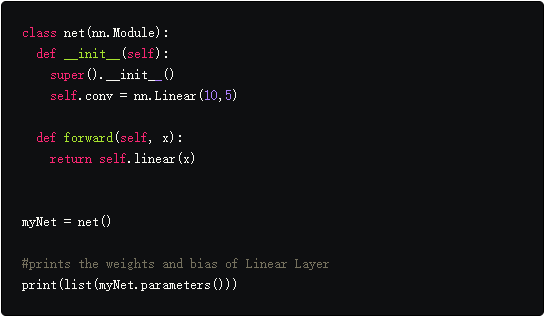 class net(nn.Module):
  def __init__(self):
    super().__init__()
    self.conv = nn.Linear(10,5)
  def forward(self, x):
    return self.linear(x)
myNet = net()
#prints the weights and bias of Linear Layer
print(list(myNet.parameters()))